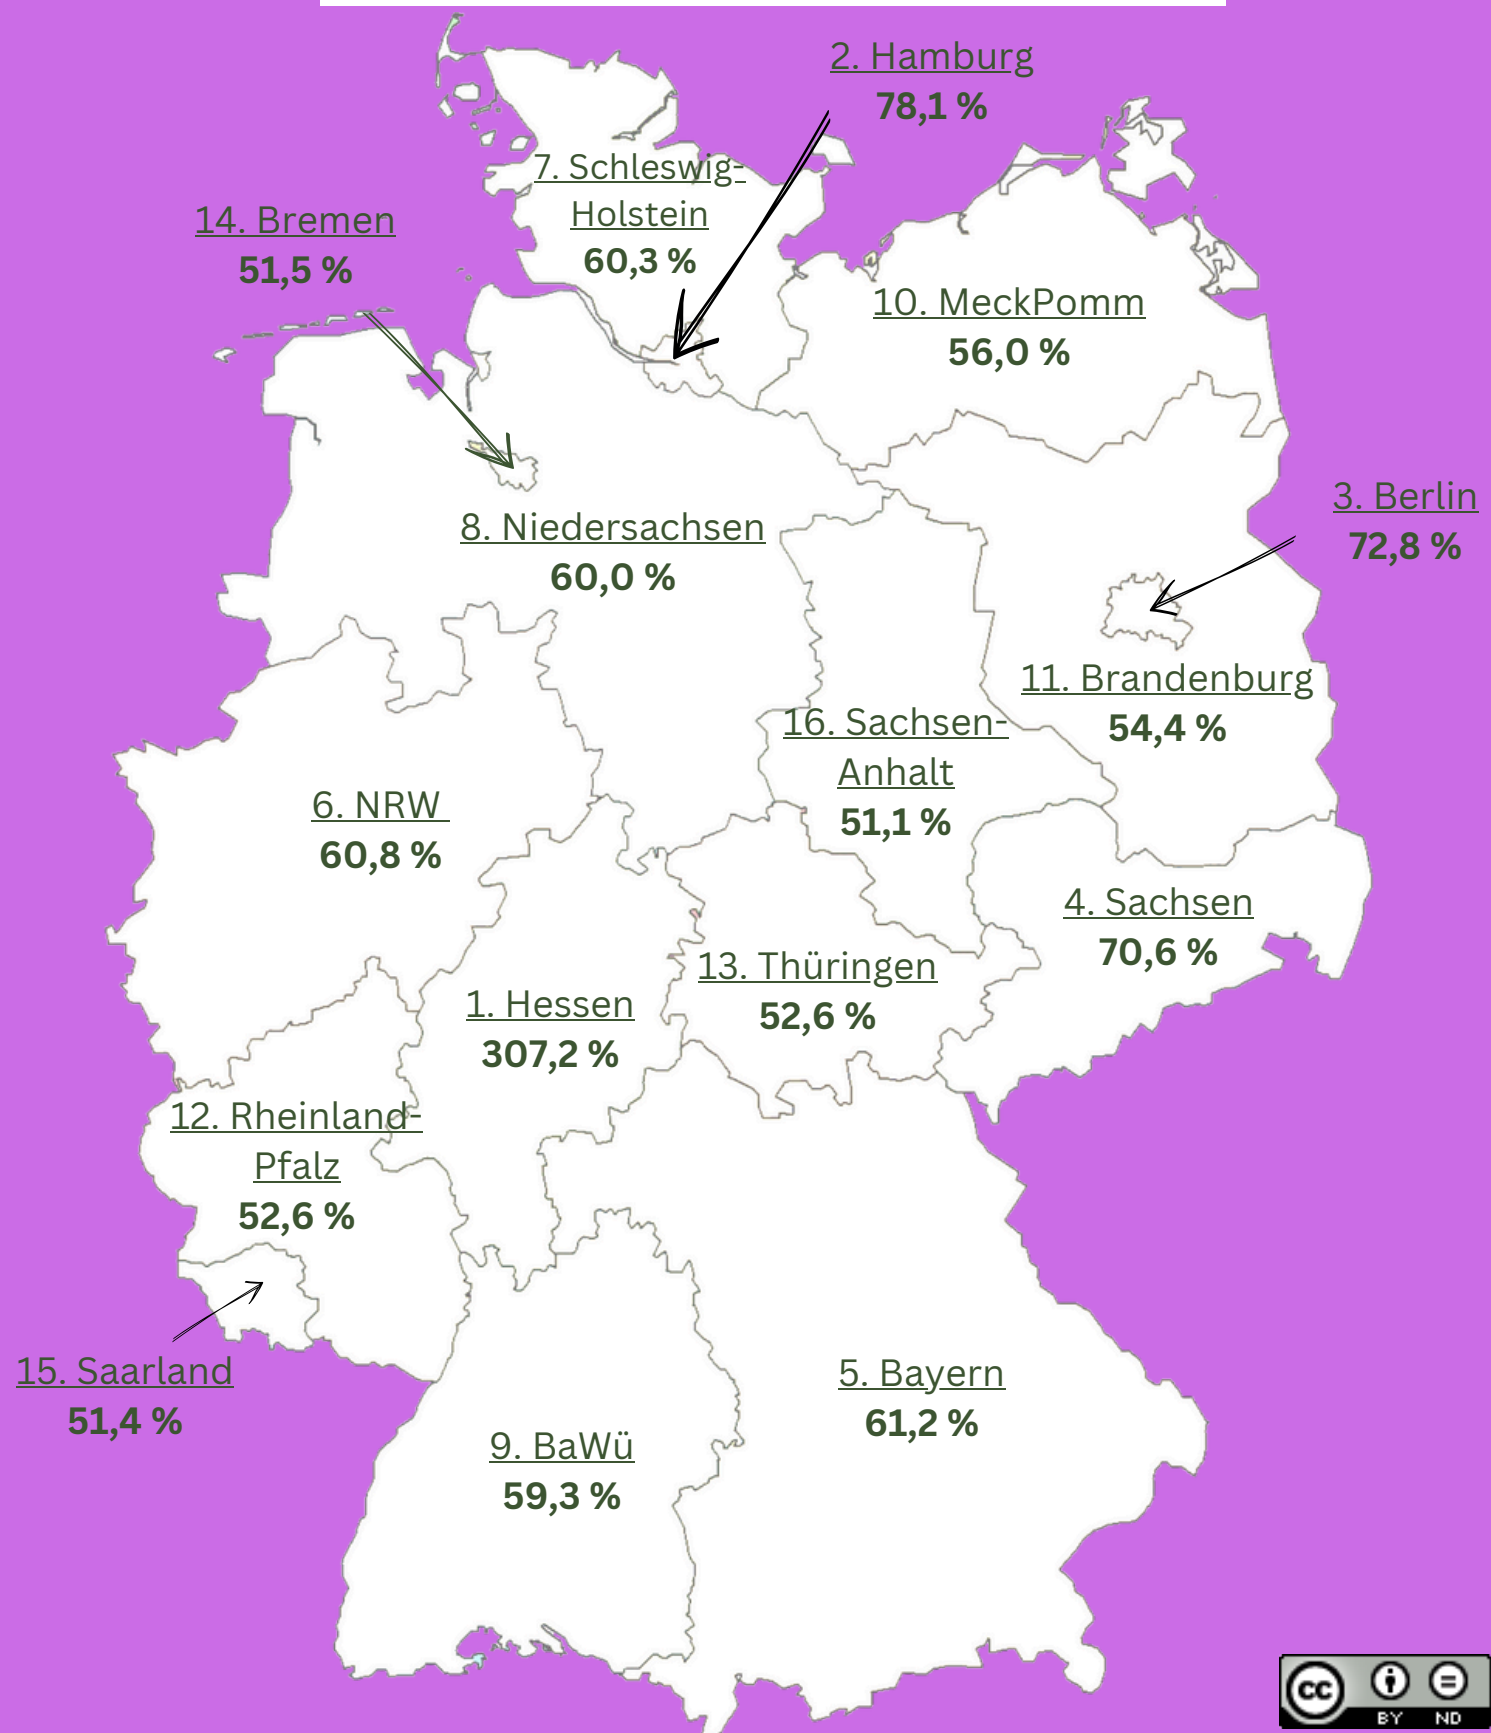 2. Hamburg
78,1 %
7. Schleswig-
Holstein
60,3 %
14. Bremen
51,5 %
10. MeckPomm
56,0 %
3. Berlin
72,8 %
8. Niedersachsen
60,0 %
11. Brandenburg
54,4 %
16. Sachsen-
Anhalt
51,1 %
6. NRW
60,8 %
4. Sachsen
70,6 %
13. Thüringen
52,6 %
1. Hessen
307,2 %
12. Rheinland-
Pfalz
52,6 %
15. Saarland
51,4 %
5. Bayern
61,2 %
9. BaWü
59,3 %
cc
BY ND